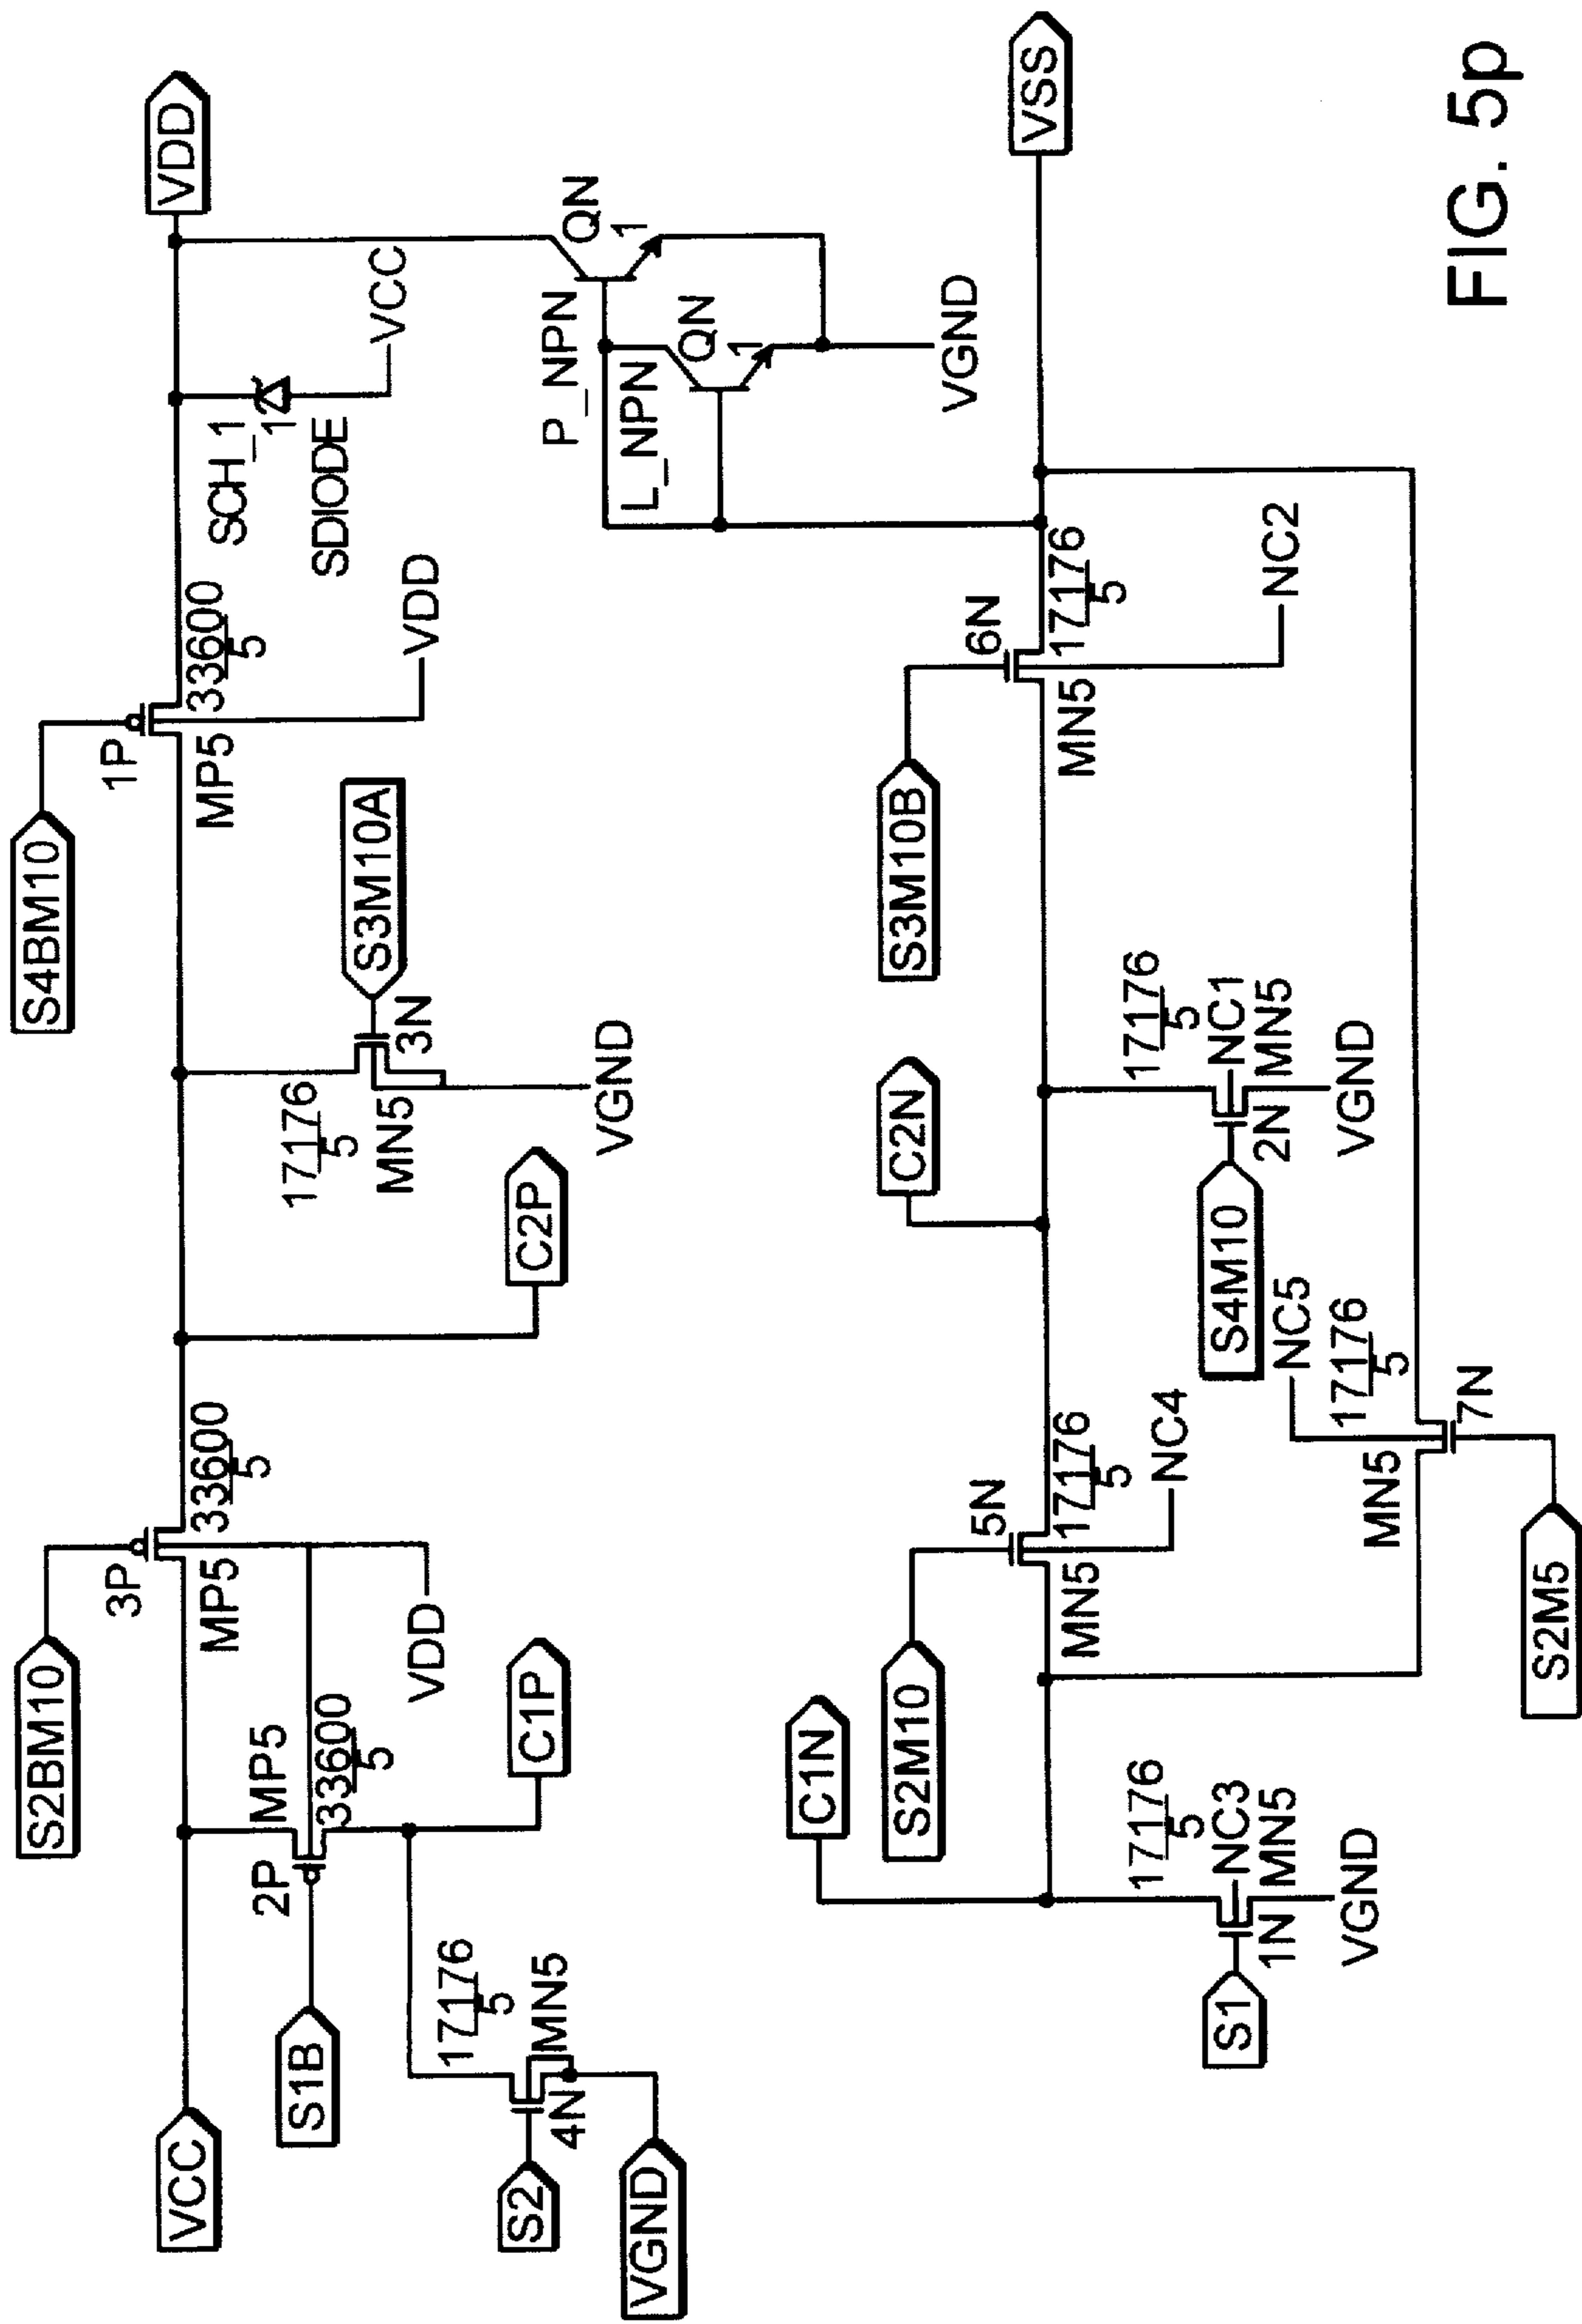 VCC
S2BM10
3P
MP5
33600
5
S4BM10
1P
MP5
33600
5
VDD
S1B
2P
MP5
33600
5
VDD
C1P
S2
17176
5
MN5
4N
VGND
C2P
17176
5
MN5
3N
S3M10A
VGND
VDD
SCH_1
1
SDIODE
VCC
P_NPN
QN
1
L_NPN
QN
1
VGND
C1N
S2M10
5N
MN5
17176
5
NC4
C2N
S3M10B
6N
MN5
17176
5
NC2
VSS
S1
17176
5
NC3
1N
MN5
VGND
S4M10
17176
5
NC1
2N
MN5
VGND
NC5
17176
5
MN5
7N
S2M5
FIG. 5p